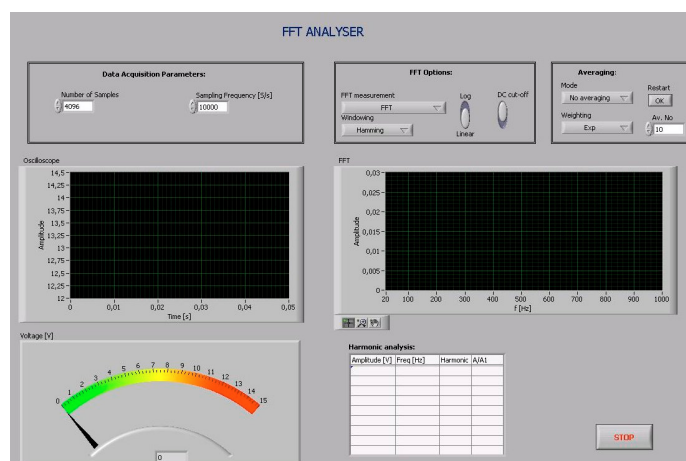 FFT ANALYSER
Data Acquisition Parameters:
Number of Samples
4096
Sampling Frequency [S/s]
10000
FFT Options:
FFT measurement
FFT
Windowing
Hamming
Log
Linear
DC cut-off
Averaging:
Mode
No averaging
Restart
OK
Weighting
Exp
Av. No
10
Oscilloscope
Amplitude
14,5
14,25
14
13,75
13,5
13,25
13
12,75
12,5
12,25
12
0 0,01 0,02 0,03 0,04 0,05
Time [s]
FFT
Amplitude
0,03
0,025
0,02
0,015
0,01
0,005
0
20 100 200 300 400 500 600 700 800 900 1000
f [Hz]
Voltage [V]
0 1 2 3 4 5 6 7 8 9 10 11 12 13 14 15
0
Harmonic analysis:
Amplitude [V] Freq [Hz] Harmonic A/A1
STOP